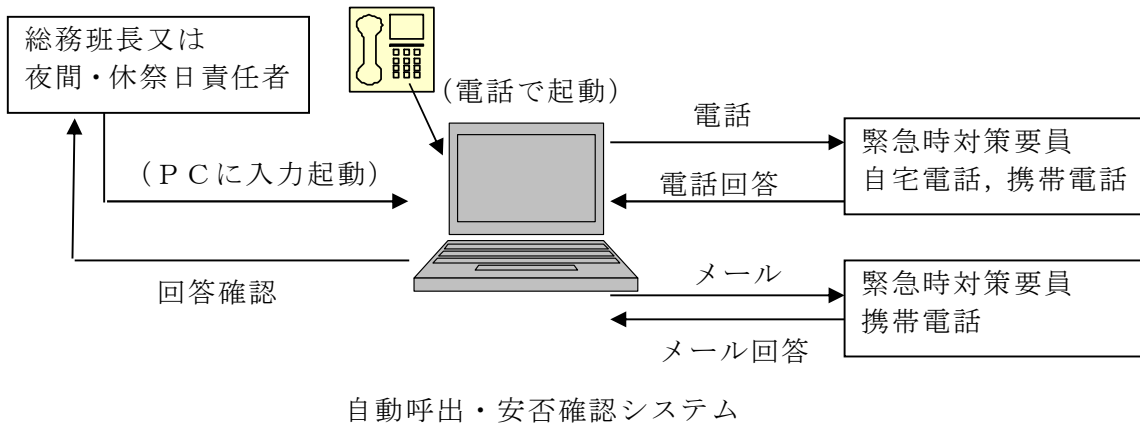 総務班長又は
夜間・休祭日責任者
(電話で起動)
(PCに入力起動)
回答確認
電話
電話回答
緊急時対策要員
自宅電話,携帯電話
メール
メール回答
緊急時対策要員
携帯電話
自動呼出・安否確認システム